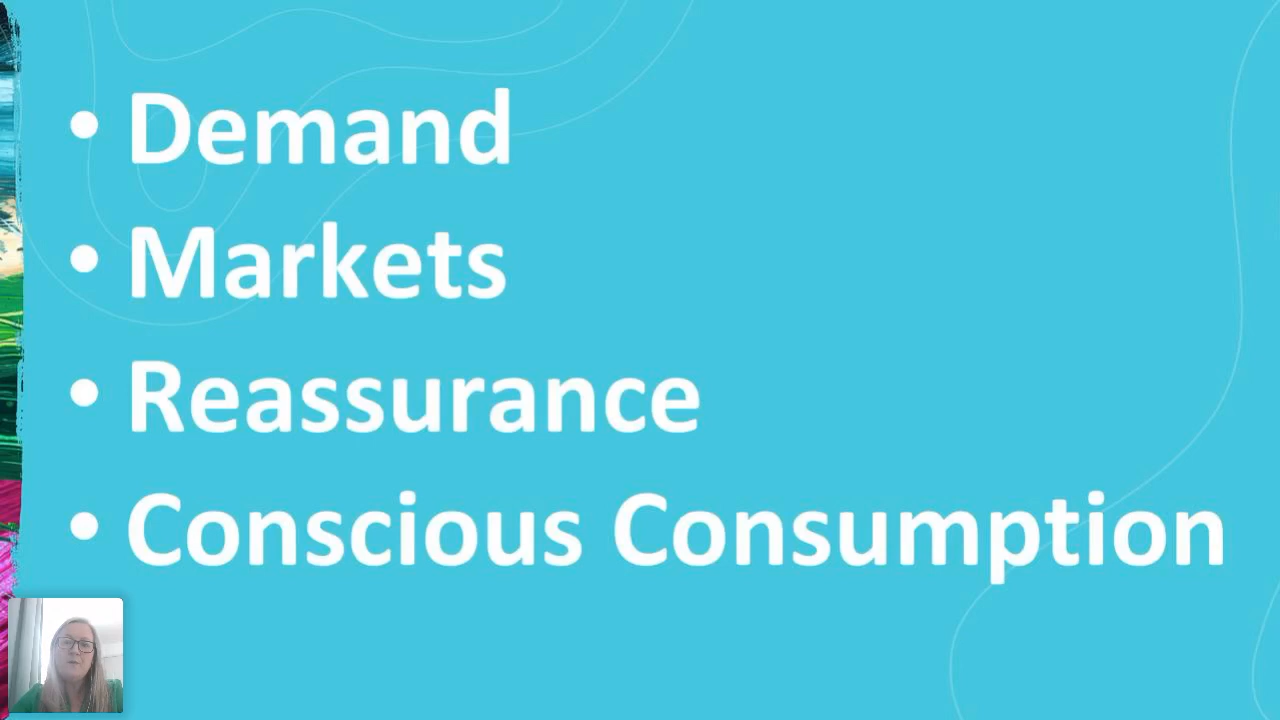 • Demand
• Markets
• Reassurance
• Conscious Consumption